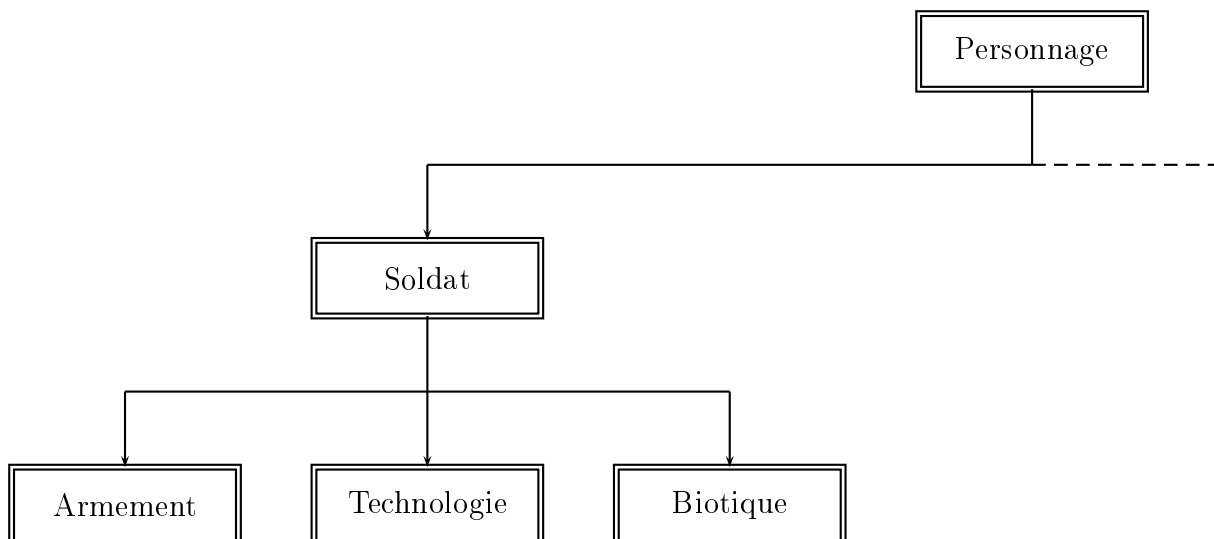 Personnage
Soldat
Armement
Technologie
Biotique